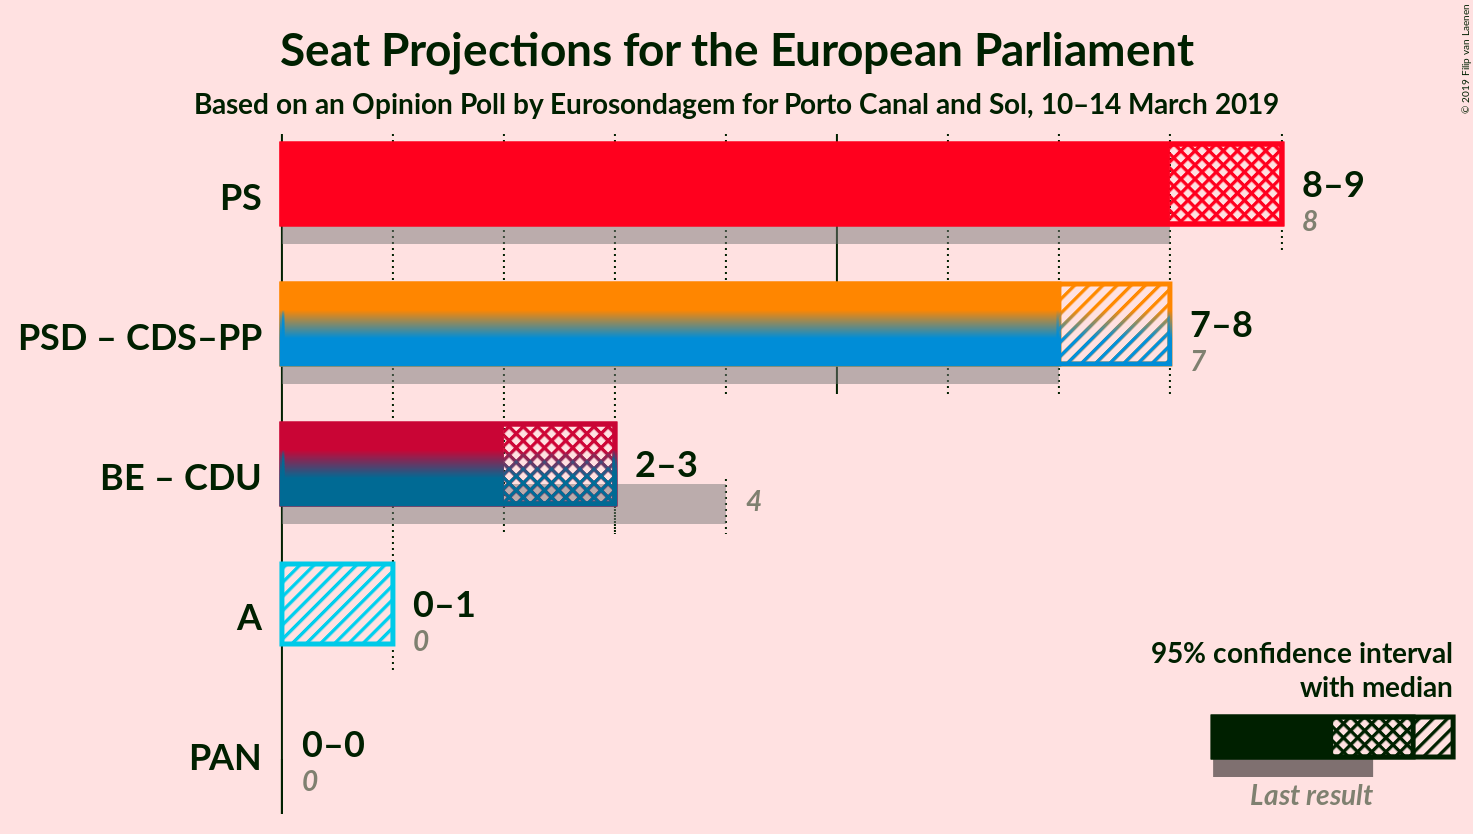 Seat Projections for the European Parliament
Based on an Opinion Poll by Eurosondagem for Porto Canal and Sol, 10–14 March 2019
© 2019 Filip van Laenen
PS
8–9
8
PSD – CDS–PP
7–8
7
BE – CDU
2–3
4
A
0–1
0
PAN
0–0
0
95% confidence interval
with median
Last result